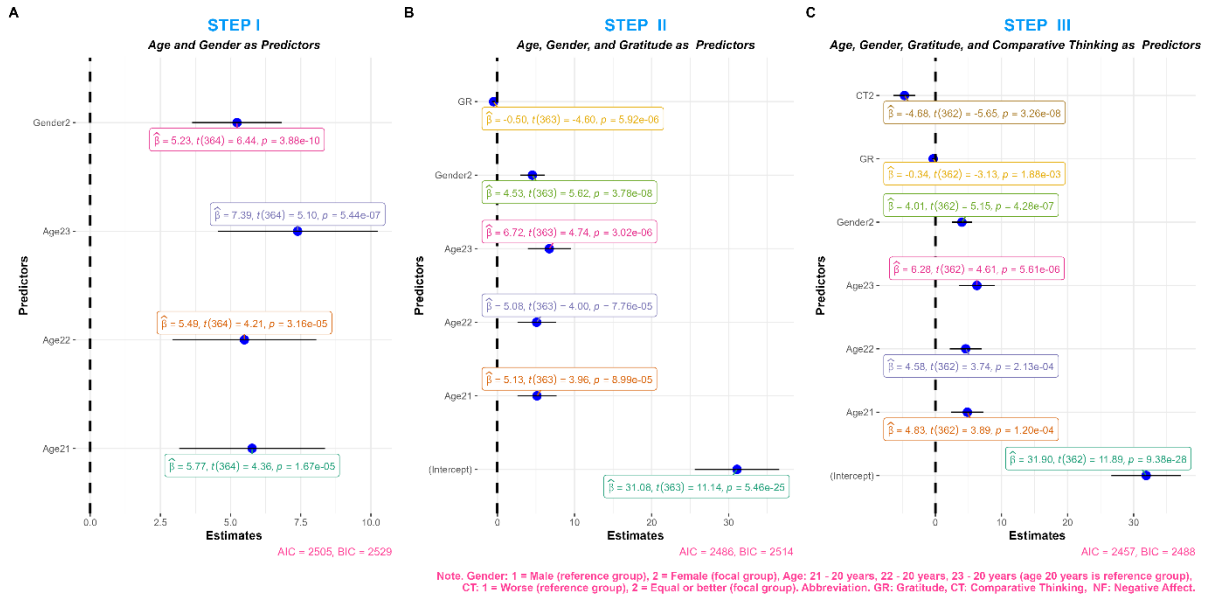 A
STEP I
Age and Gender as Predictors
Predictors
Gender2
β̂ = 5.23, t(364) = 6.44, p = 3.88e-10
Age23
β̂ = 7.39, t(364) = 5.10, p = 5.44e-07
Age22
β̂ = 5.49, t(364) = 4.21, p = 3.16e-05
Age21
β̂ = 5.77, t(364) = 4.36, p = 1.67e-05
0.0 2.5 5.0 7.5 10.0
Estimates
AIC = 2505, BIC = 2529
B
STEP II
Age, Gender, and Gratitude as Predictors
Predictors
GR
β̂ = -0.50, t(363) = -4.60, p = 5.92e-06
Gender2
β̂ = 4.53, t(363) = 5.62, p = 3.78e-08
β̂ = 6.72, t(363) = 4.74, p = 3.02e-06
Age23
β̂ = 5.08, t(363) = 4.00, p = 7.76e-05
Age22
β̂ = 5.13, t(363) = 3.96, p = 8.99e-05
Age21
(Intercept)
β̂ = 31.08, t(363) = 11.14, p = 5.46e-25
0 10 20 30
Estimates
AIC = 2486, BIC = 2514
C
STEP III
Age, Gender, Gratitude, and Comparative Thinking as Predictors
Predictors
CT2
β̂ = -4.68, t(362) = -5.65, p = 3.26e-08
GR
β̂ = -0.34, t(362) = -3.13, p = 1.88e-03
β̂ = 4.01, t(362) = 5.15, p = 4.28e-07
Gender2
β̂ = 6.28, t(362) = 4.61, p = 5.61e-06
Age23
Age22
β̂ = 4.58, t(362) = 3.74, p = 2.13e-04
Age21
β̂ = 4.83, t(362) = 3.89, p = 1.20e-04
β̂ = 31.90, t(362) = 11.89, p = 9.38e-28
(Intercept)
0 10 20 30
Estimates
AIC = 2457, BIC = 2488
Note. Gender: 1 = Male (reference group), 2 = Female (focal group), Age: 21 - 20 years, 22 - 20 years, 23 - 20 years (age 20 years is reference group),
CT: 1 = Worse (reference group), 2 = Equal or better (focal group). Abbreviation. GR: Gratitude, CT: Comparative Thinking, NF: Negative Affect.